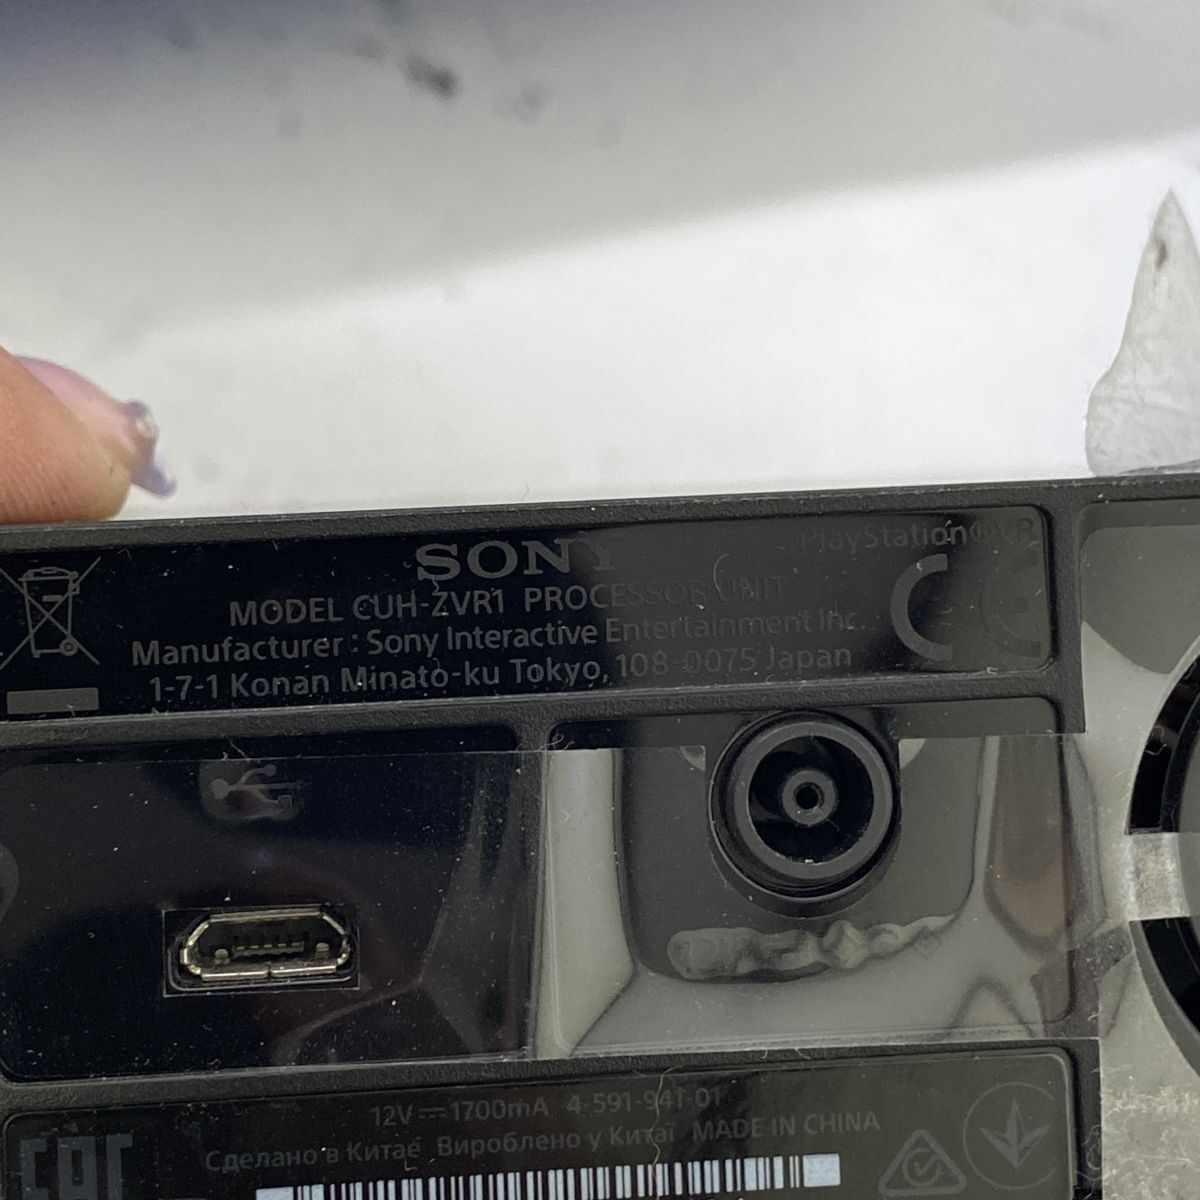 SONY
PlayStation®VR
MODEL CUH-ZVR1 PROCESSOR UNIT
Manufacturer : Sony Interactive Entertainment Inc.
1-7-1 Konan Minato-ku Tokyo, 108-0075 Japan
CE
12V⎓1700mA 4-591-941-01
Сделано в Китае Вироблено у Китаї MADE IN CHINA